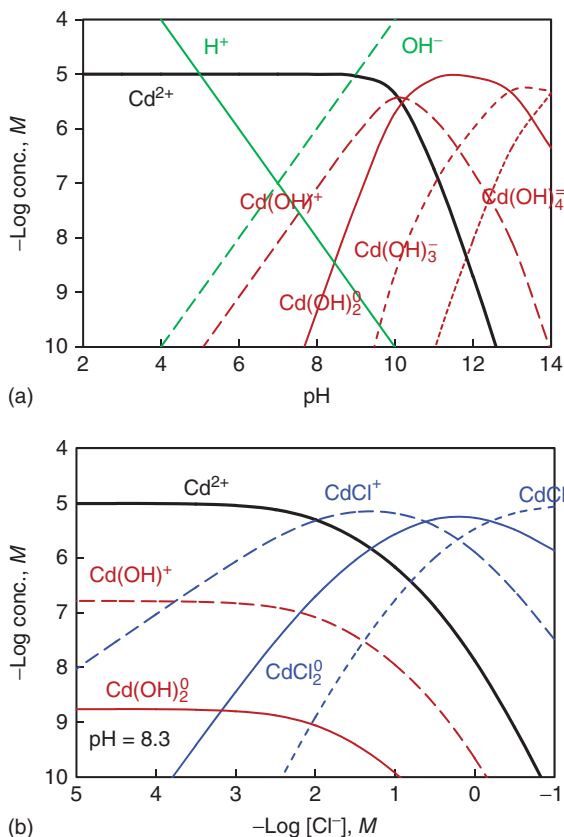 4
H⁺
OH⁻
5
Cd²⁺
6
–Log conc., M
7
Cd(OH)⁺
Cd(OH)₄⁻
8
Cd(OH)₃⁻
9
Cd(OH)₂⁰
10
2 4 6 8 10 12 14
(a)
pH
4
Cd²⁺
CdCl⁺
CdCl
5
6
Cd(OH)⁺
–Log conc., M
7
8
CdCl₂⁰
Cd(OH)₂⁰
9
pH = 8.3
10
5 4 3 2 1 0 –1
(b)
–Log [Cl⁻], M